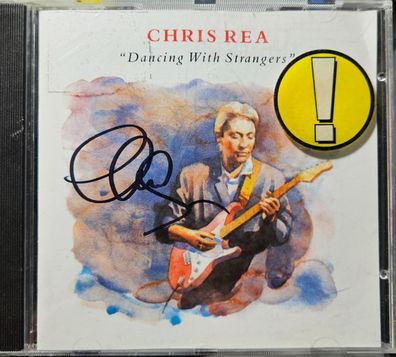 CHRIS REA
"Dancing With Strangers"
!